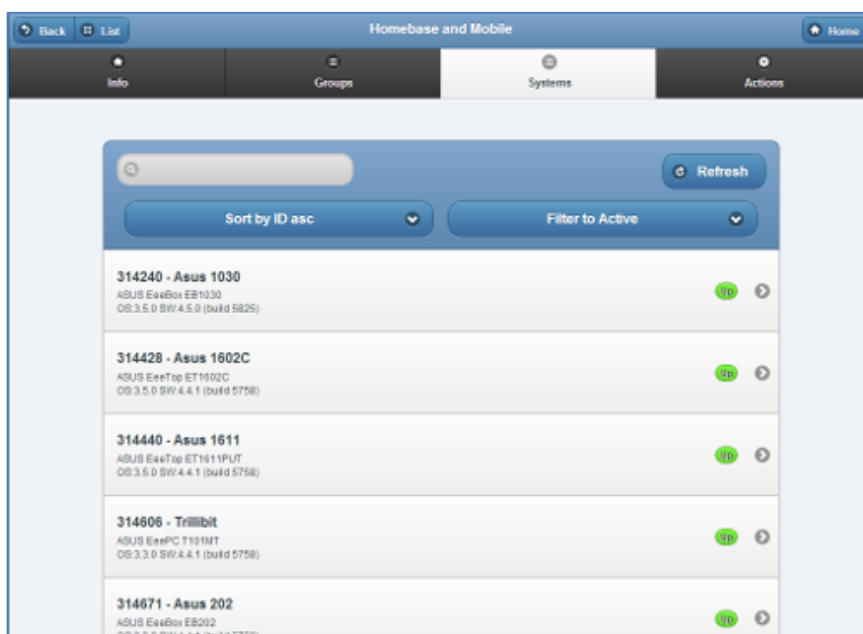 Back List Homebase and Mobile Home
Info Groups Systems Actions
Refresh
Sort by ID asc Filter to Active
314240 - Asus 1030
ASUS EeeBox EB1030
OS:3.5.0 SW:4.5.0 (build 5825)
Up
314428 - Asus 1602C
ASUS EeeTop ET1602C
OS:3.5.0 SW:4.4.1 (build 5758)
Up
314440 - Asus 1611
ASUS EeeTop ET1611PUT
OS:3.5.0 SW:4.4.1 (build 5758)
Up
314606 - Trillibit
ASUS EeePC T101MT
OS:3.3.0 SW:4.4.1 (build 5758)
Up
314671 - Asus 202
ASUS EeeBox EB202
Up